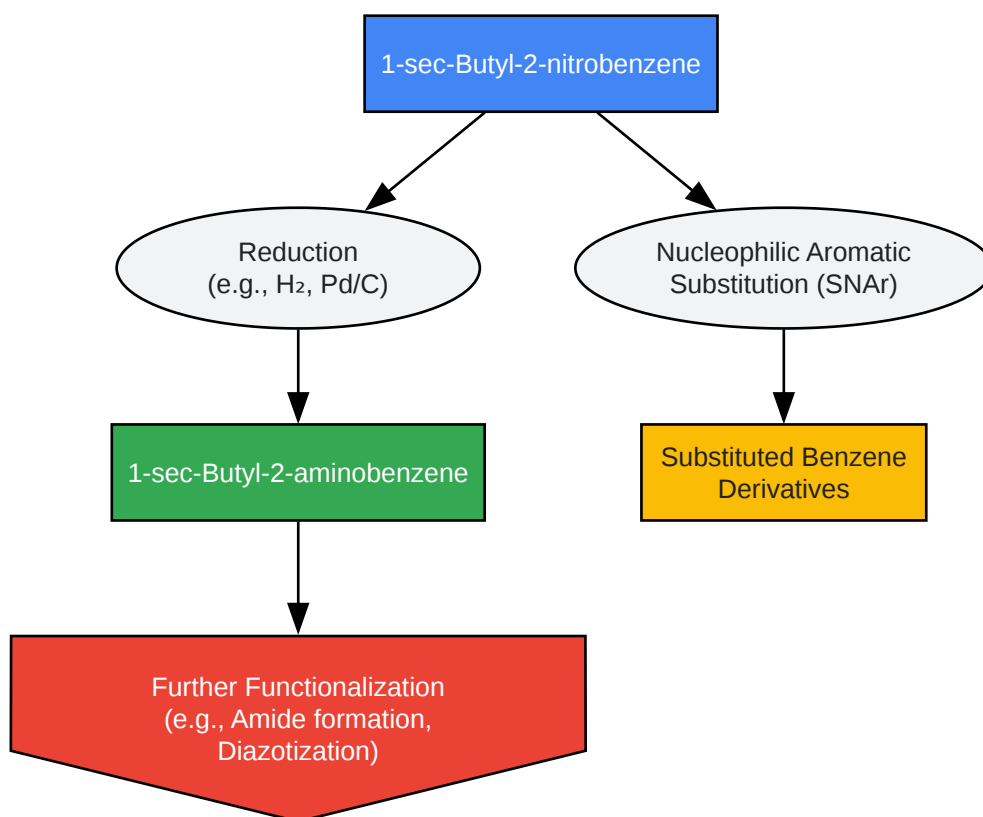 1-sec-Butyl-2-nitrobenzene
Reduction
(e.g., H₂, Pd/C)
Nucleophilic Aromatic
Substitution (SNAr)
1-sec-Butyl-2-aminobenzene
Substituted Benzene
Derivatives
Further Functionalization
(e.g., Amide formation,
Diazotization)